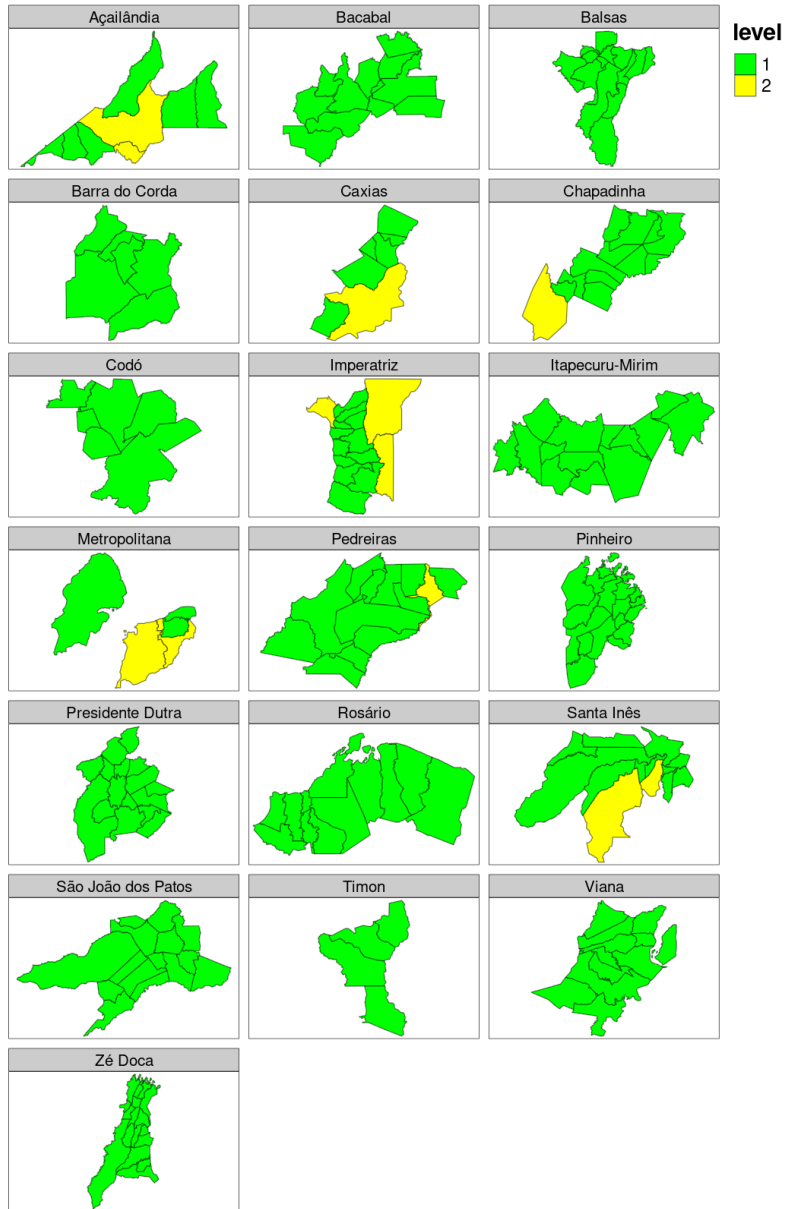 Açailândia
Bacabal
Balsas
level
1
2
Barra do Corda
Caxias
Chapadinha
Codó
Imperatriz
Itapecuru-Mirim
Metropolitana
Pedreiras
Pinheiro
Presidente Dutra
Rosário
Santa Inês
São João dos Patos
Timon
Viana
Zé Doca